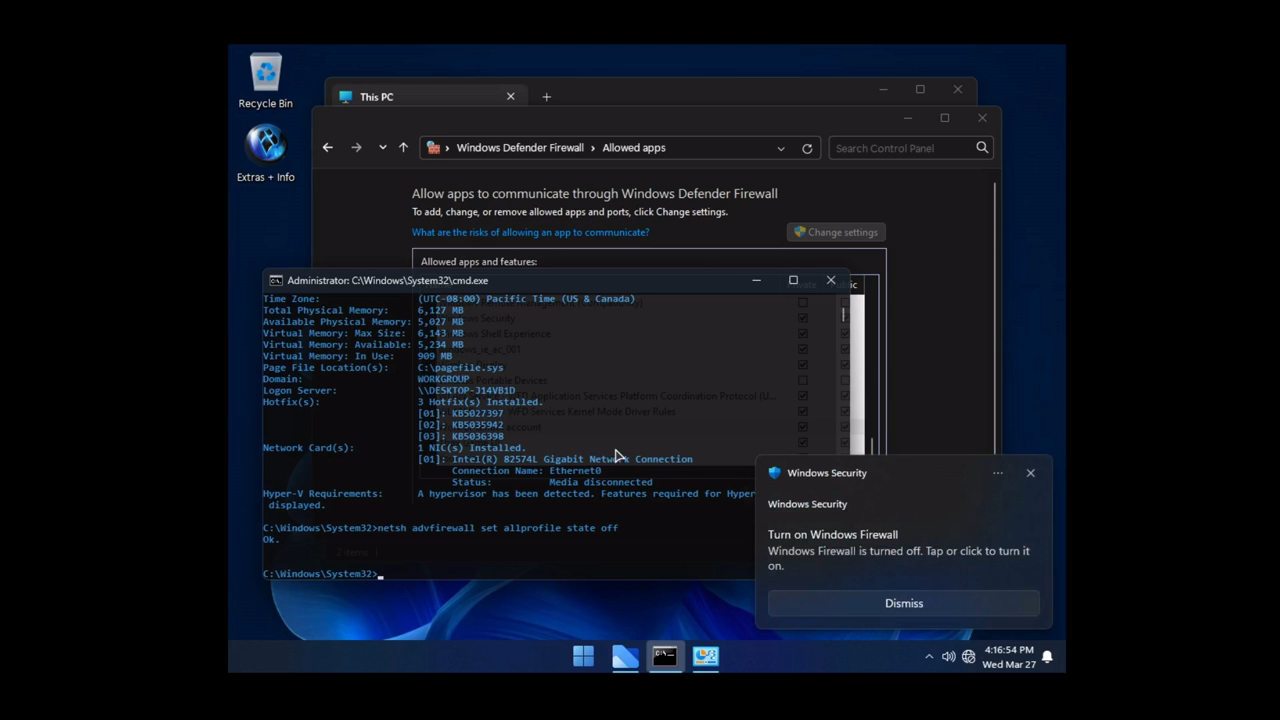 Recycle Bin
Extras + Info
This PC
Windows Defender Firewall › Allowed apps
Search Control Panel
Allow apps to communicate through Windows Defender Firewall
To add, change, or remove allowed apps and ports, click Change settings.
What are the risks of allowing an app to communicate?
Change settings
Allowed apps and features:
Administrator: C:\Windows\System32\cmd.exe
Time Zone: (UTC-08:00) Pacific Time (US & Canada)
Total Physical Memory: 6,127 MB
Available Physical Memory: 5,027 MB
Virtual Memory: Max Size: 6,143 MB
Virtual Memory: Available: 5,234 MB
Virtual Memory: In Use: 909 MB
Page File Location(s): C:\pagefile.sys
Domain: WORKGROUP
Logon Server: \\DESKTOP-J14VB1D
Hotfix(s): 3 Hotfix(s) Installed.
[01]: KB5027397
[02]: KB5035942
[03]: KB5036398
Network Card(s): 1 NIC(s) Installed.
[01]: Intel(R) 82574L Gigabit Network Connection
Connection Name: Ethernet0
Status: Media disconnected
Hyper-V Requirements: A hypervisor has been detected. Features required for Hyper
displayed.
C:\Windows\System32>netsh advfirewall set allprofile state off
Ok.
C:\Windows\System32>
Windows Security
Windows Security
Turn on Windows Firewall
Windows Firewall is turned off. Tap or click to turn it
on.
Dismiss
4:16:54 PM
Wed Mar 27